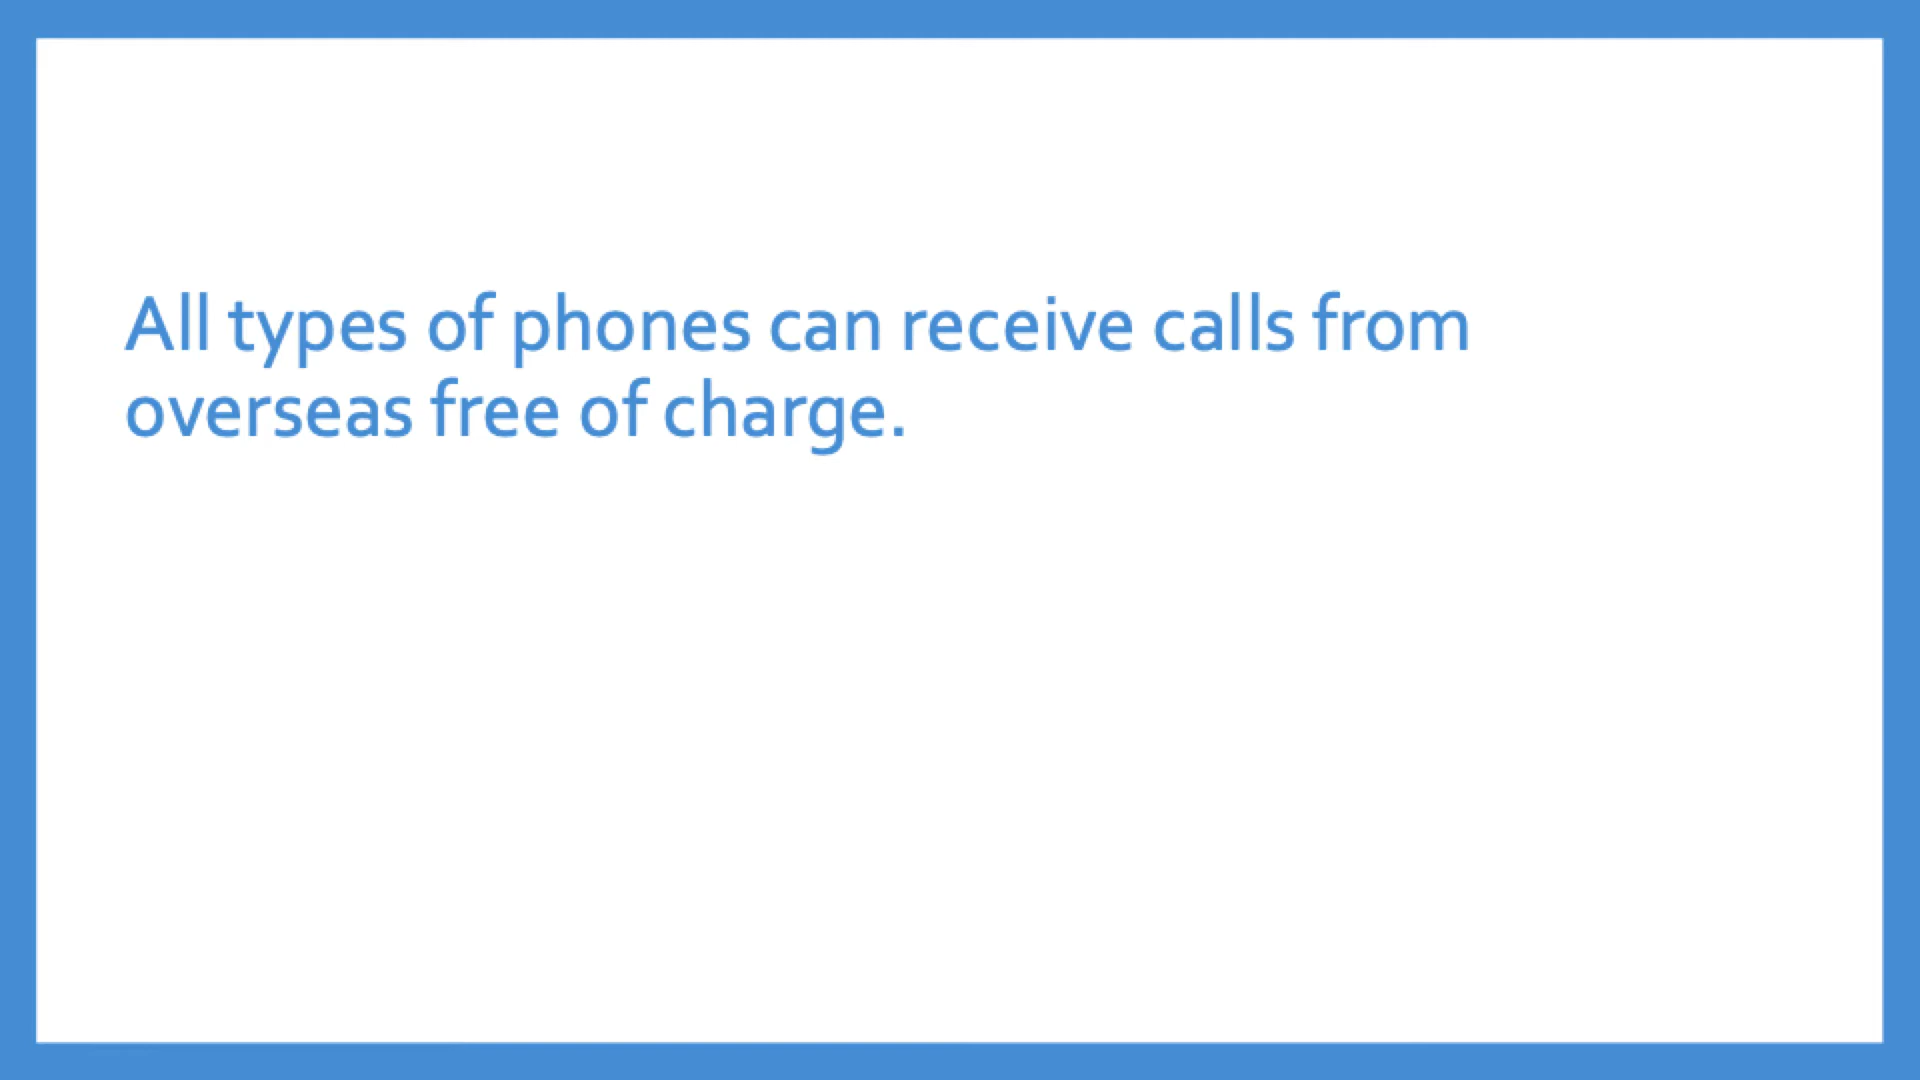 All types of phones can receive calls from
overseas free of charge.